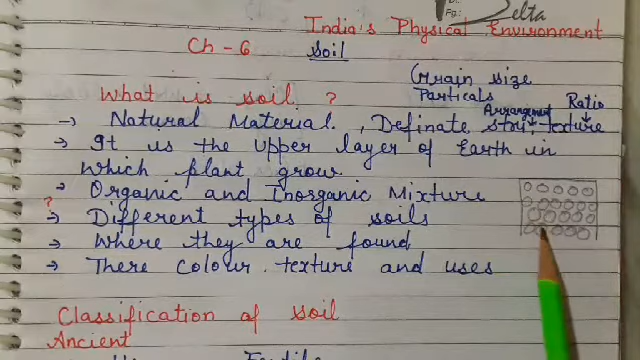 Pg:
Delta
India's Physical Environment
Ch - 6 Soil
Grain size
Particals
What is soil ?
Arrangement Ratio
→ Natural Material, Definate texture
→ It is the Upper layer of Earth in
which plant grow
→ Organic and Inorganic Mixture
?
→ Different types of soils
→ Where they are found
→ There colour. texture and uses
Classification of soil
Ancient